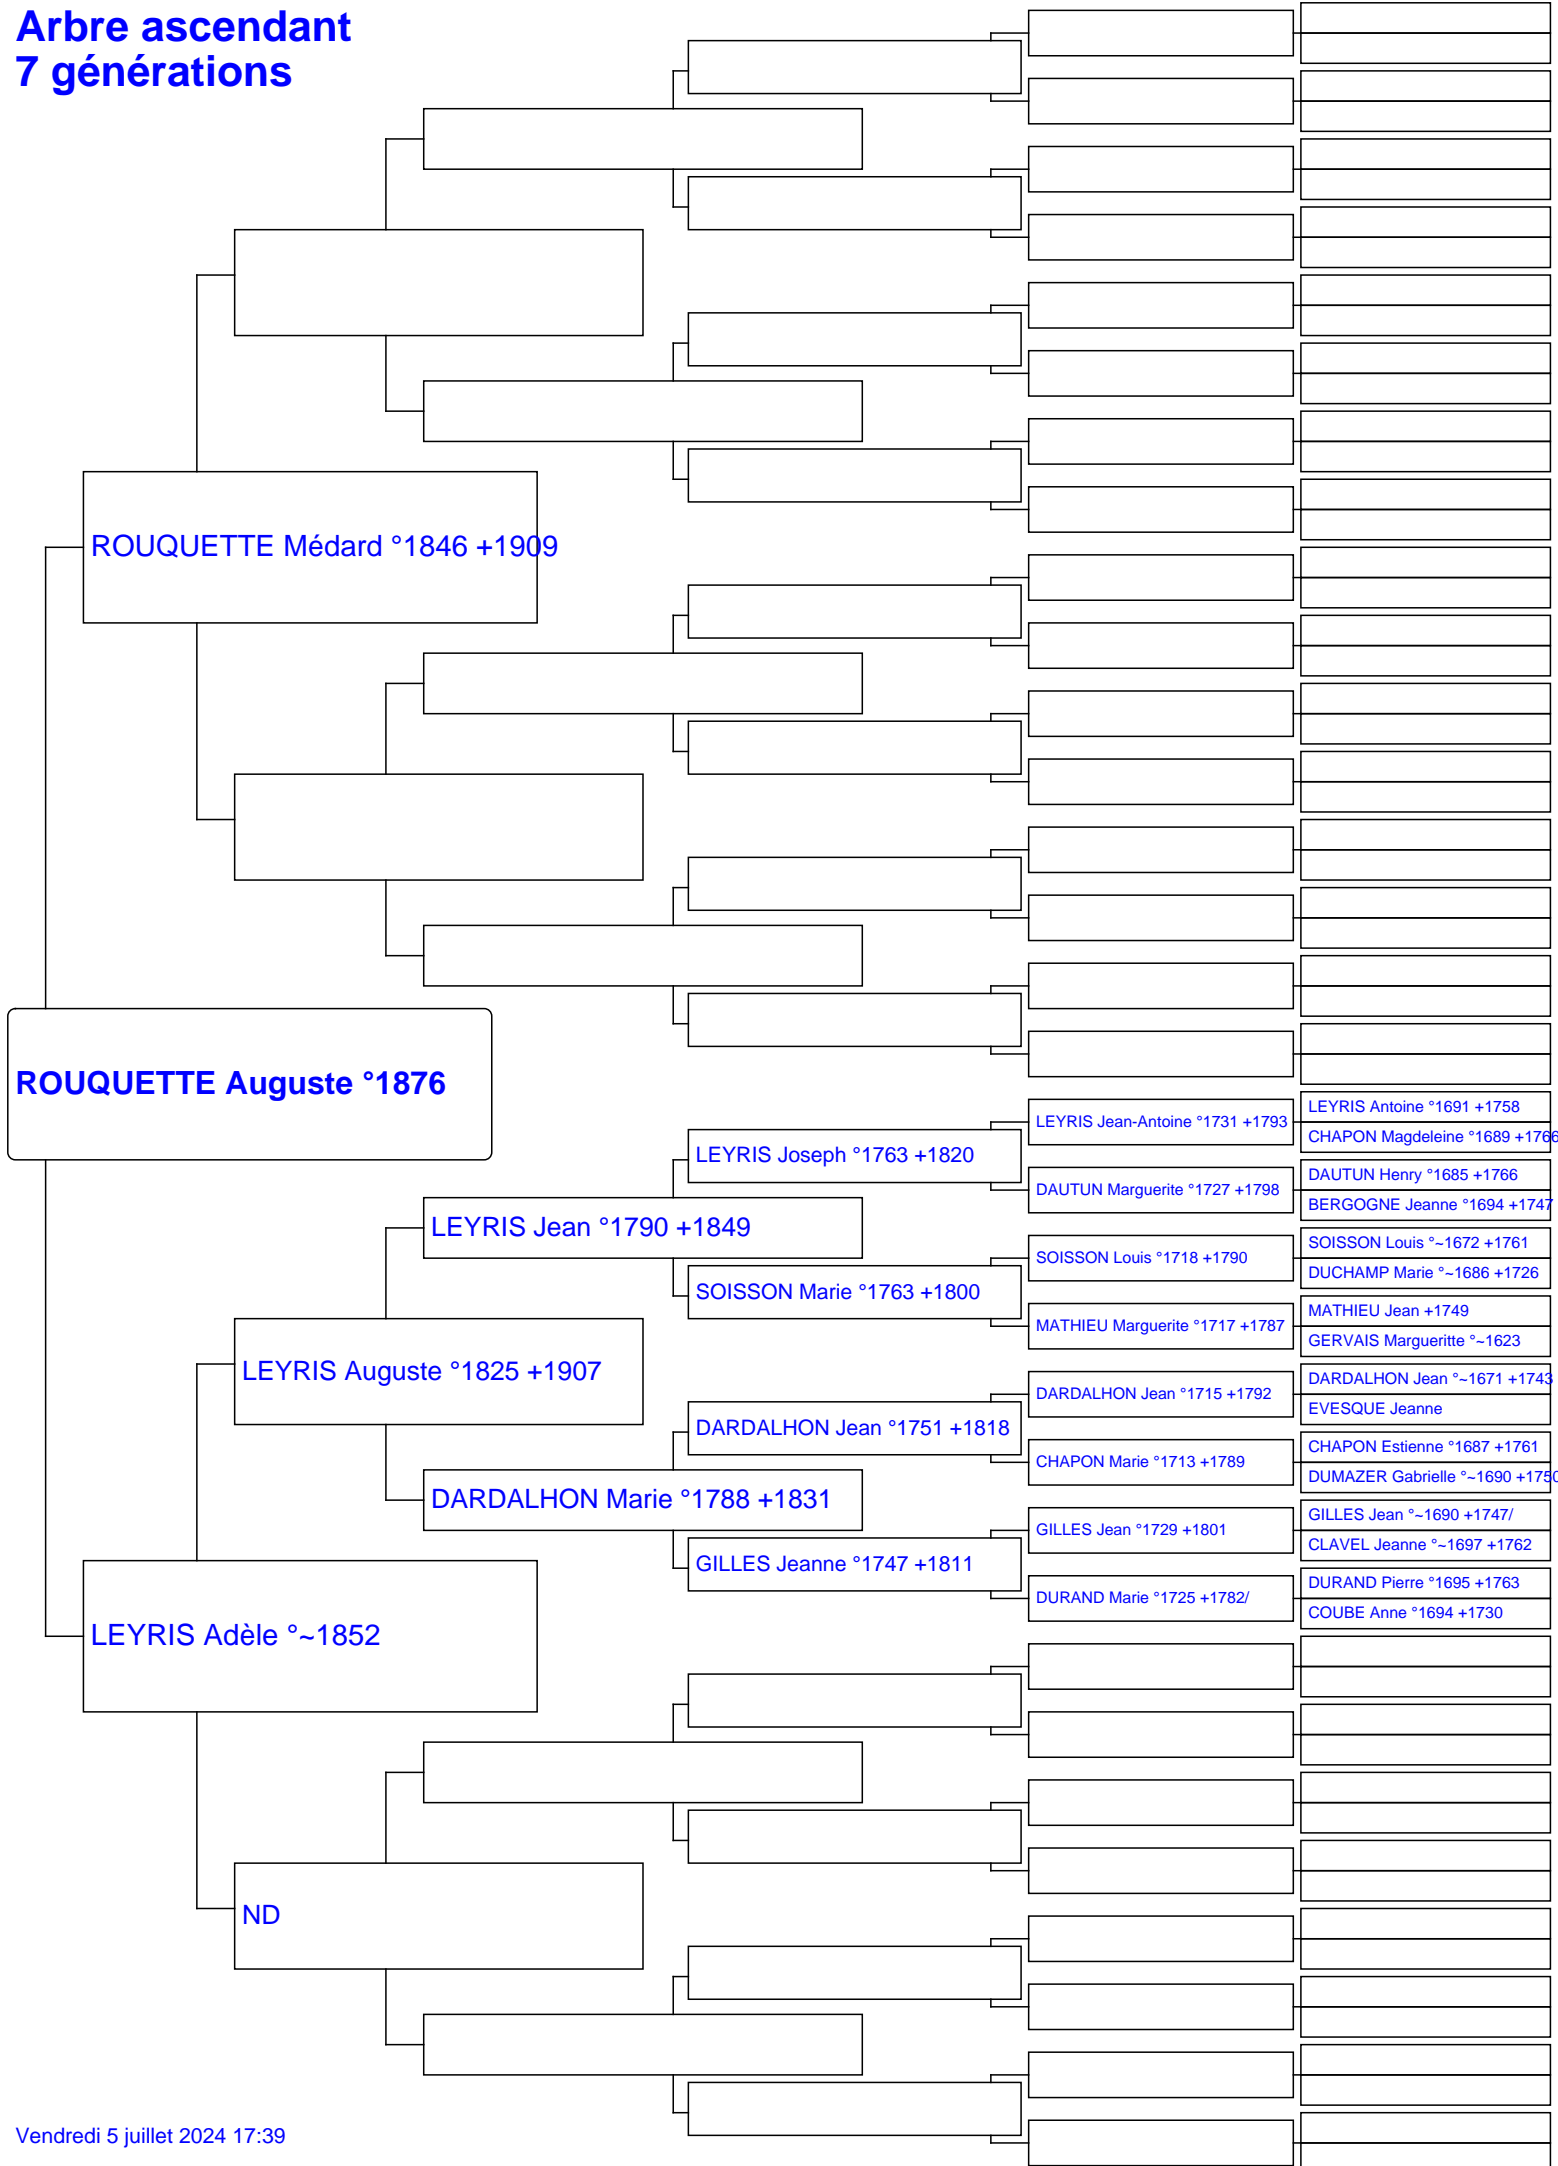 Arbre ascendant
7 générations
ROUQUETTE Médard °1846 +1909
ROUQUETTE Auguste °1876
LEYRIS Antoine °1691 +1758
LEYRIS Jean-Antoine °1731 +1793
CHAPON Magdeleine °1689 +1766
LEYRIS Joseph °1763 +1820
DAUTUN Henry °1685 +1766
DAUTUN Marguerite °1727 +1798
BERGOGNE Jeanne °1694 +1747
LEYRIS Jean °1790 +1849
SOISSON Louis °~1672 +1761
SOISSON Louis °1718 +1790
DUCHAMP Marie °~1686 +1726
SOISSON Marie °1763 +1800
MATHIEU Jean +1749
MATHIEU Marguerite °1717 +1787
GERVAIS Margueritte °~1623
LEYRIS Auguste °1825 +1907
DARDALHON Jean °~1671 +1743
DARDALHON Jean °1715 +1792
EVESQUE Jeanne
DARDALHON Jean °1751 +1818
CHAPON Estienne °1687 +1761
CHAPON Marie °1713 +1789
DUMAZER Gabrielle °~1690 +1750
DARDALHON Marie °1788 +1831
GILLES Jean °~1690 +1747/
GILLES Jean °1729 +1801
CLAVEL Jeanne °~1697 +1762
GILLES Jeanne °1747 +1811
DURAND Pierre °1695 +1763
DURAND Marie °1725 +1782/
COUBE Anne °1694 +1730
LEYRIS Adèle °~1852
ND
Vendredi 5 juillet 2024 17:39